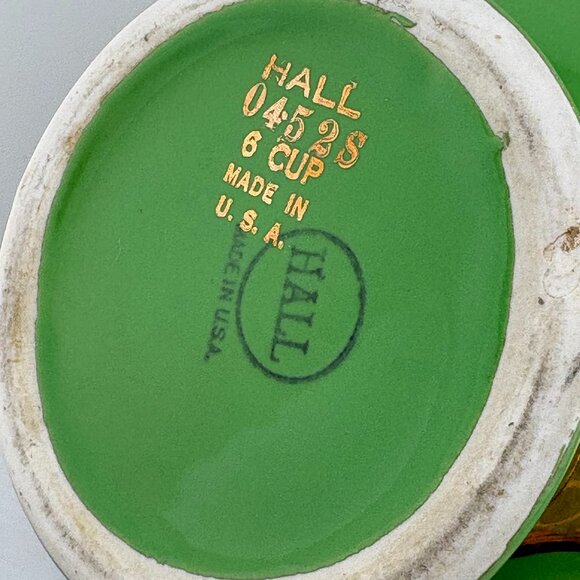 HALL
0452S
6 CUP
MADE IN
U. S. A.
HALL
MADE IN U.S.A.